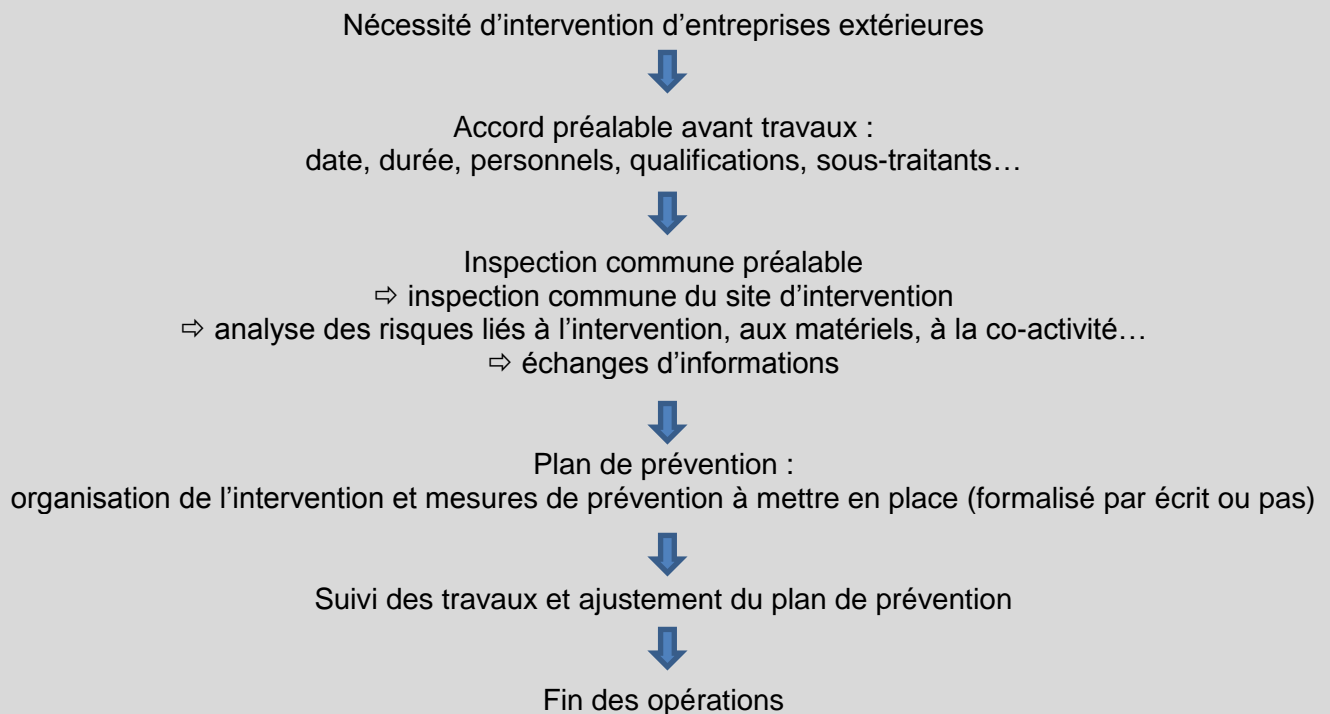 Nécessité d’intervention d’entreprises extérieures
Accord préalable avant travaux :
date, durée, personnels, qualifications, sous-traitants…
Inspection commune préalable
⇨ inspection commune du site d’intervention
⇨ analyse des risques liés à l’intervention, aux matériels, à la co-activité…
⇨ échanges d’informations
Plan de prévention :
organisation de l’intervention et mesures de prévention à mettre en place (formalisé par écrit ou pas)
Suivi des travaux et ajustement du plan de prévention
Fin des opérations